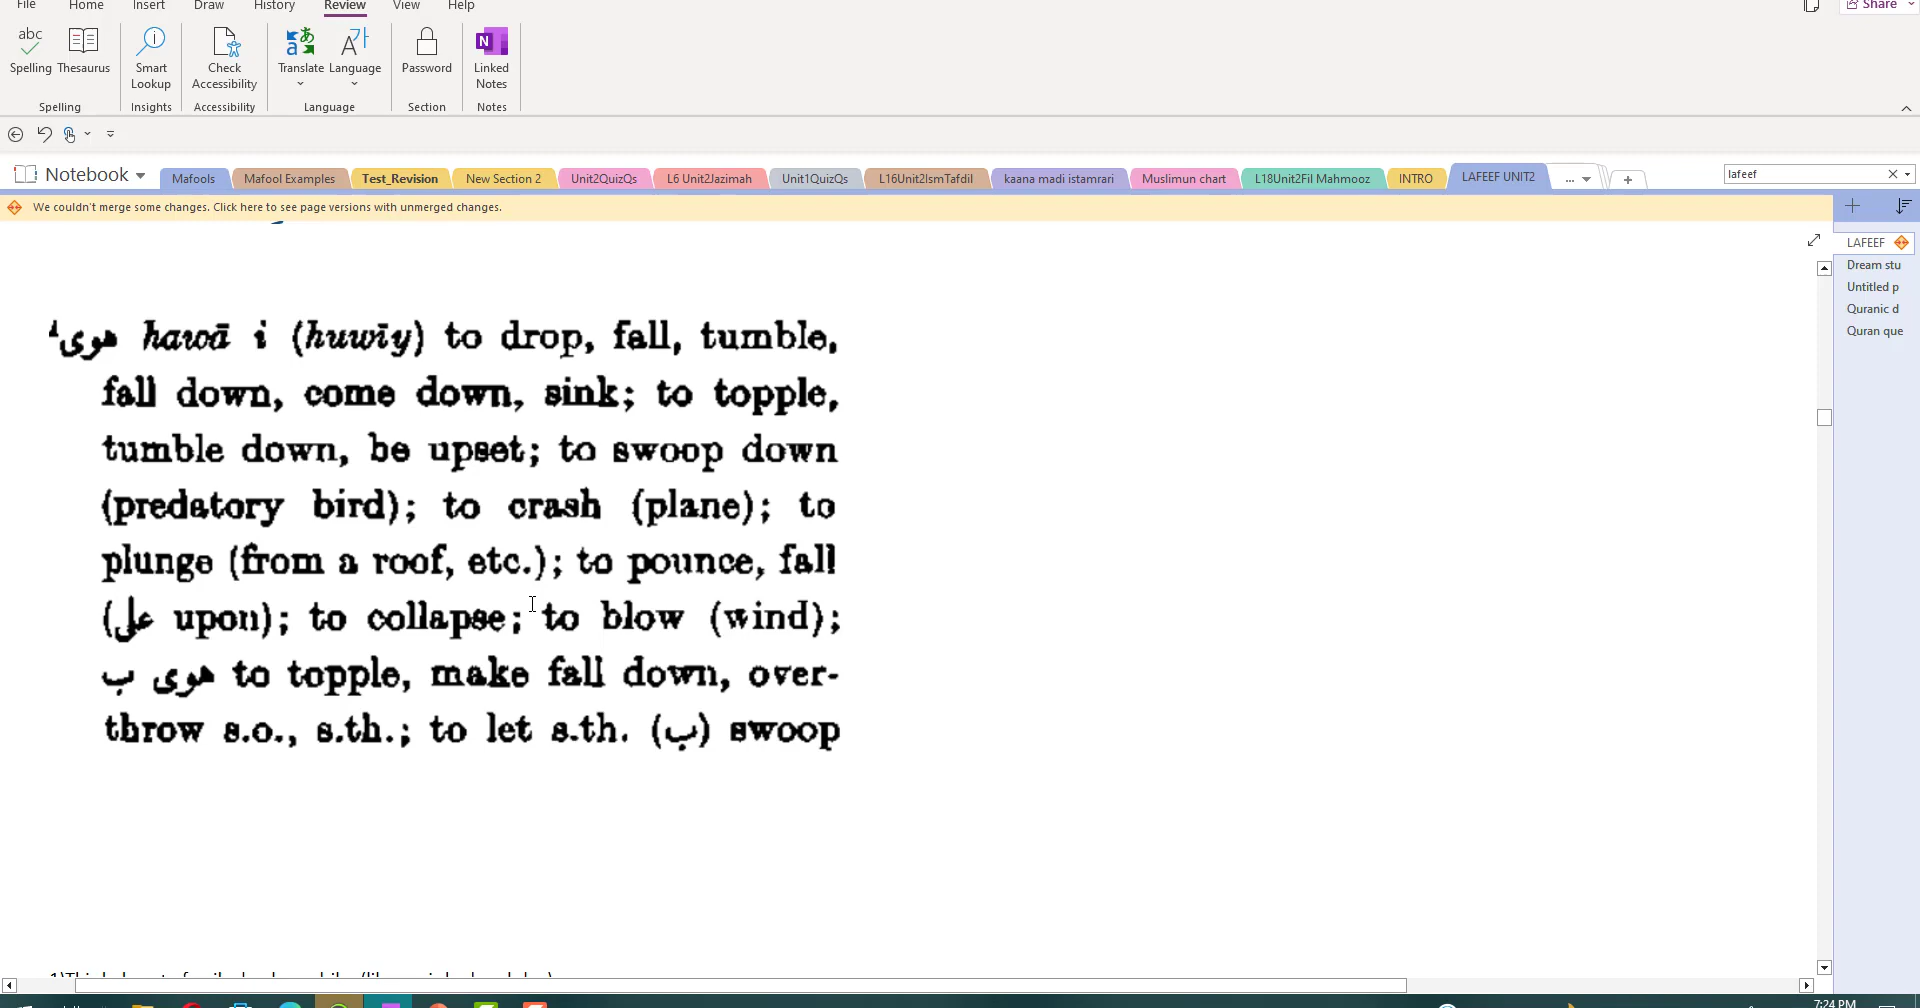 File Home Insert Draw History Review View Help
Share
abc
Spelling Thesaurus Smart Lookup Check Accessibility Translate Language Password Linked Notes
Spelling Insights Accessibility Language Section Notes
Notebook Mafools Mafool Examples Test_Revision New Section 2 Unit2QuizQs L6 Unit2Jazimah Unit1QuizQs L16Unit2IsmTafdil kaana madi istamrari Muslimun chart L18Unit2Fil Mahmooz INTRO LAFEEF UNIT2 ... lafeef
We couldn't merge some changes. Click here to see page versions with unmerged changes.
LAFEEF
Dream stu
Untitled p
Quranic d
Quran que
هوى¹ hawā i (huwīy) to drop, fall, tumble,
fall down, come down, sink; to topple,
tumble down, be upset; to swoop down
(predatory bird); to crash (plane); to
plunge (from a roof, etc.); to pounce, fall
(على upon); to collapse; to blow (wind);
هوى ب to topple, make fall down, over-
throw s.o., s.th.; to let s.th. (ب) swoop
7:24 PM